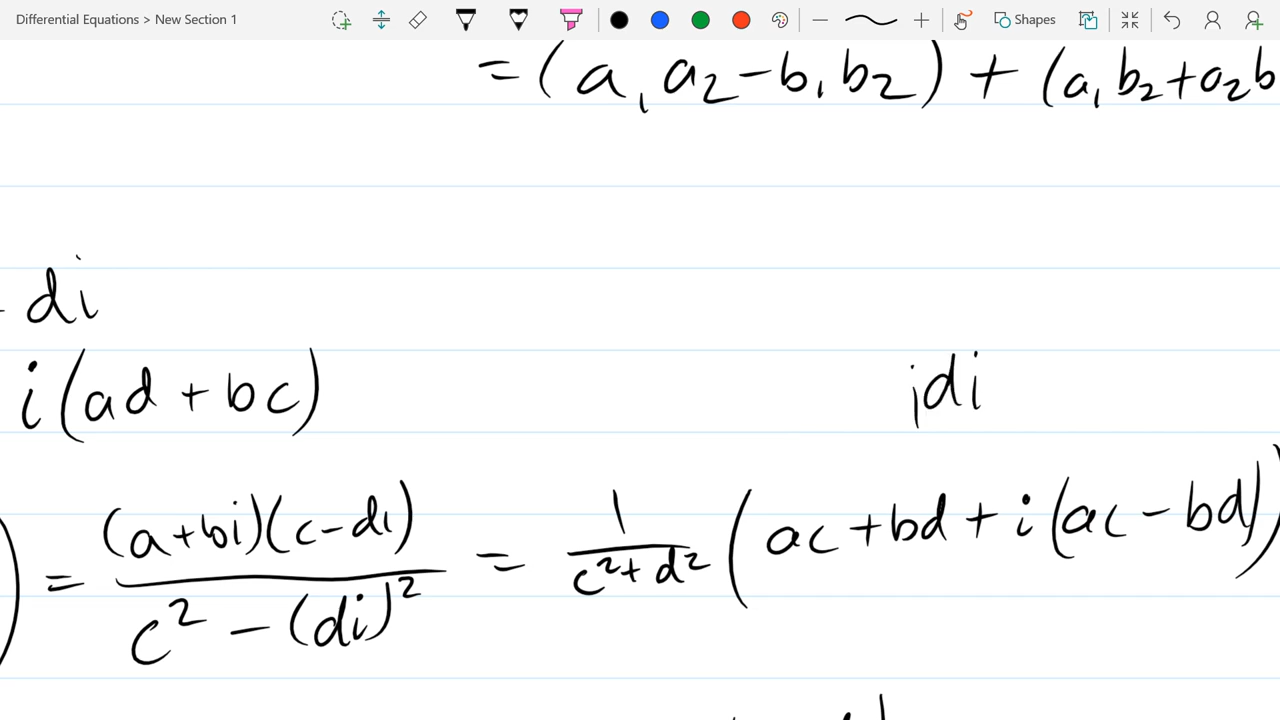 Differential Equations > New Section 1
Shapes
= (a₁a₂ - b₁b₂) + (a₁b₂ + a₂b
di
i(ad + bc)
idi
) = (a+bi)(c-di) / c² - (di)² = 1 / c²+d² (ac + bd + i(ac - bd))